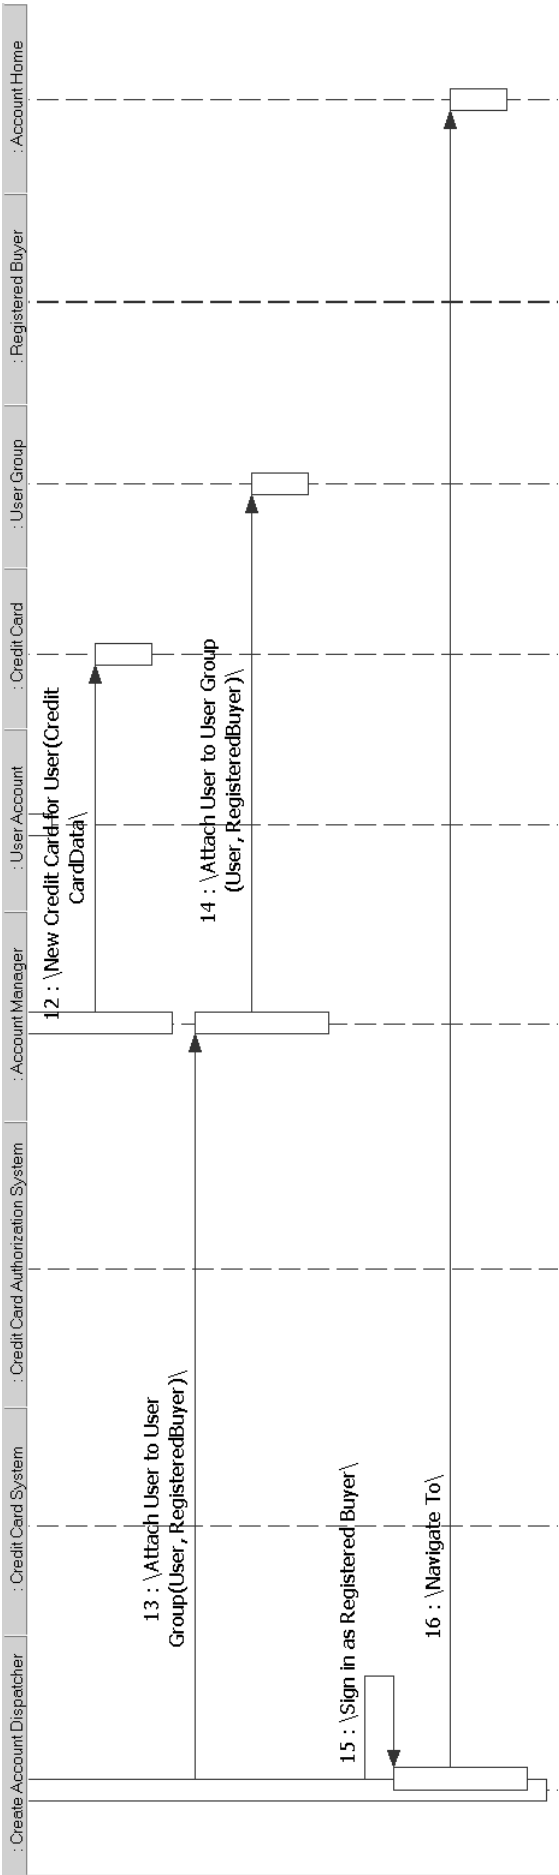 : Create Account Dispatcher
: Credit Card System
: Credit Card Authorization System
: Account Manager
: User Account
: Credit Card
: User Group
: Registered Buyer
: Account Home
12 : \New Credit Card for User(Credit
CardData\
13 : \Attach User to User
Group(User, RegisteredBuyer)\
14 : \Attach User to User Group
(User, RegisteredBuyer)\
15 : \Sign in as Registered Buyer\
16 : \Navigate To\